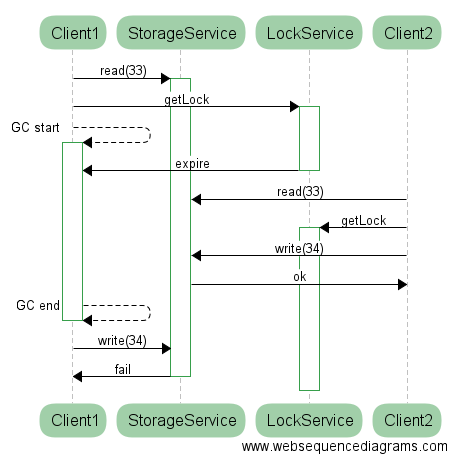 Client1 StorageService LockService Client2
read(33)
getLock
GC start
expire
read(33)
getLock
write(34)
ok
GC end
write(34)
fail
Client1 StorageService LockService Client2
www.websequencediagrams.com